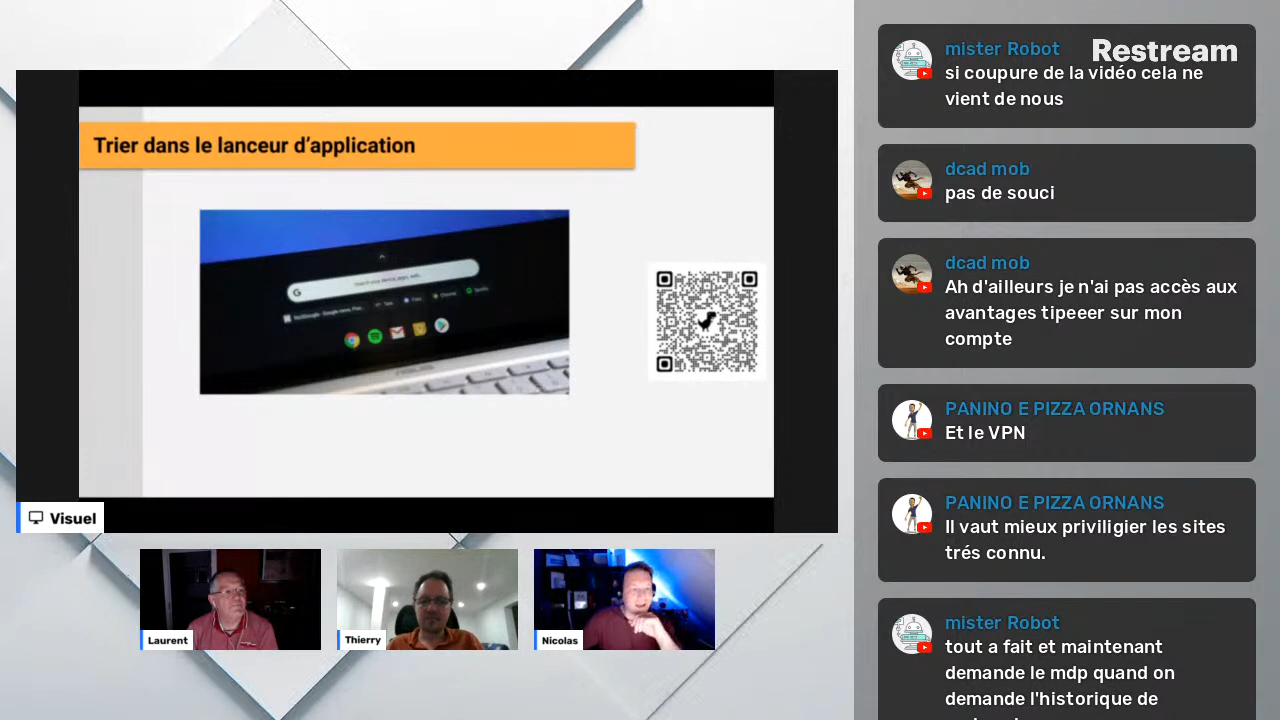 Restream
Trier dans le lanceur d'application
G
Chrome
Spotify
Visuel
Laurent
Thierry
Nicolas
mister Robot
si coupure de la vidéo cela ne
vient de nous
dcad mob
pas de souci
dcad mob
Ah d'ailleurs je n'ai pas accès aux
avantages tipeeer sur mon
compte
PANINO E PIZZA ORNANS
Et le VPN
PANINO E PIZZA ORNANS
Il vaut mieux priviligier les sites
trés connu.
mister Robot
tout a fait et maintenant
demande le mdp quand on
demande l'historique de